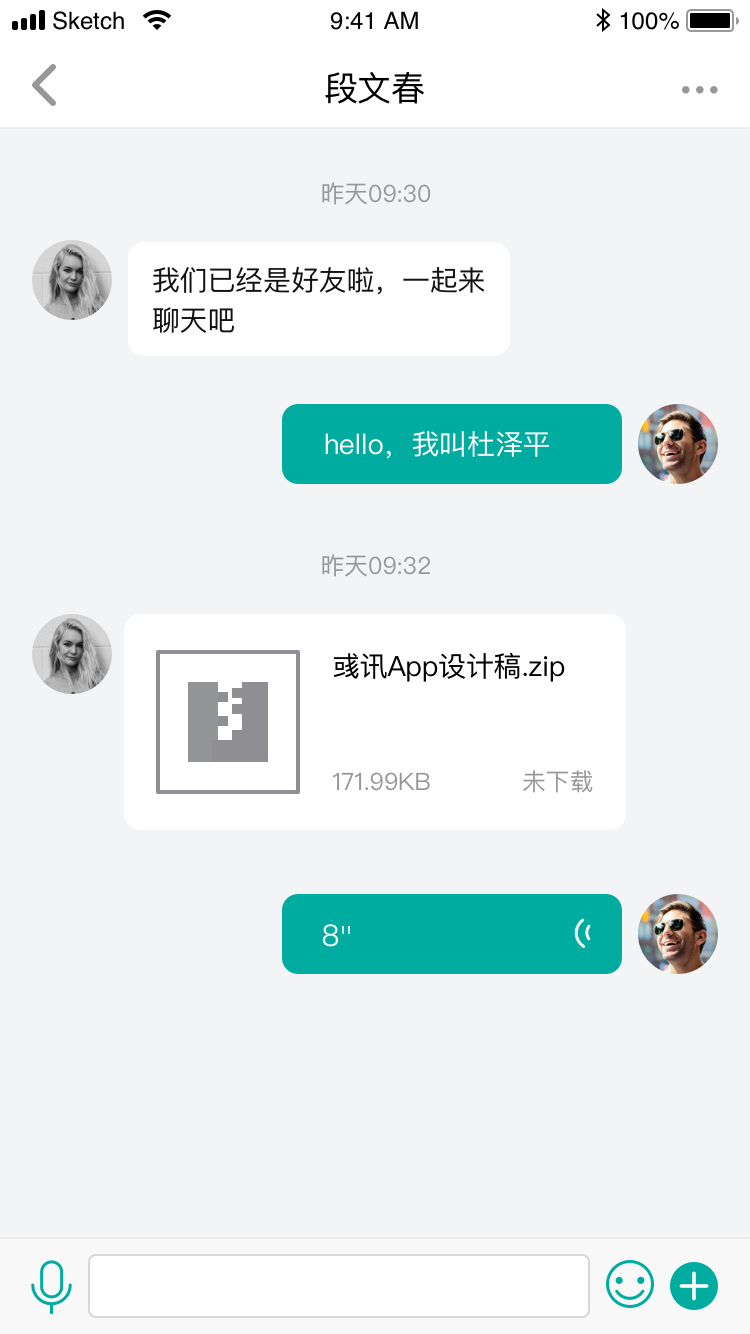 Sketch 9:41 AM 100%
段文春
昨天09:30
我们已经是好友啦，一起来
聊天吧
hello，我叫杜泽平
昨天09:32
彧讯App设计稿.zip
171.99KB 未下载
8"